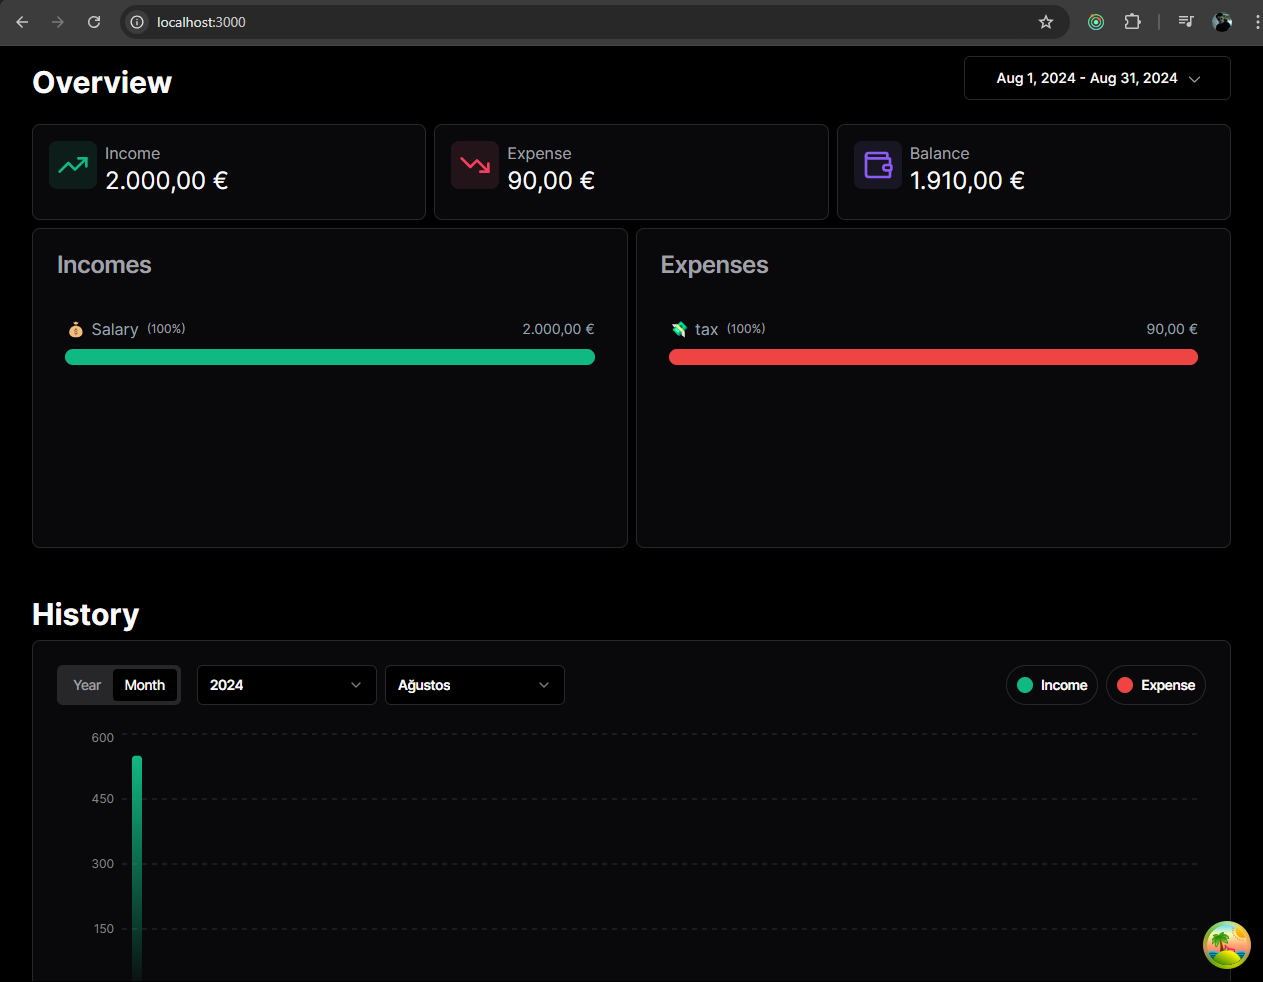 localhost:3000
Overview
Aug 1, 2024 - Aug 31, 2024
Income
2.000,00 €
Expense
90,00 €
Balance
1.910,00 €
Incomes
Salary (100%) 2.000,00 €
Expenses
tax (100%) 90,00 €
History
Year Month 2024 Ağustos Income Expense
600
450
300
150